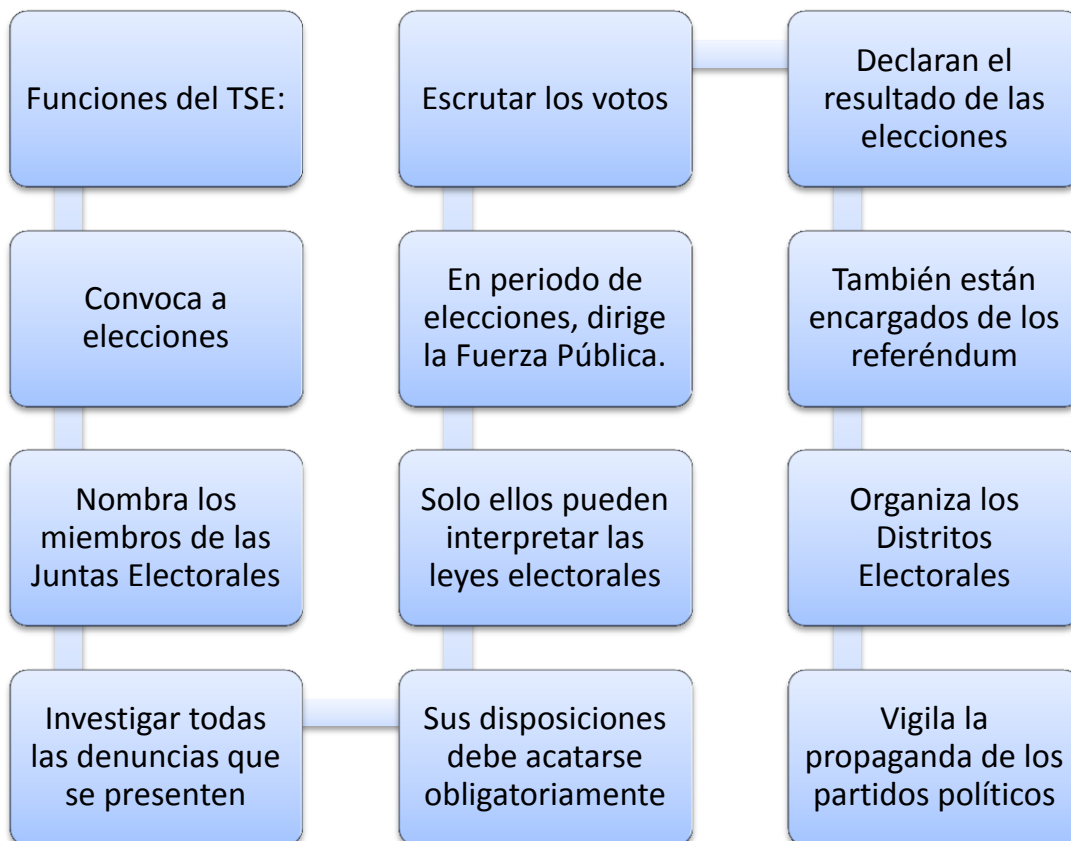 Funciones del TSE:
Convoca a
elecciones
Nombra los
miembros de las
Juntas Electorales
Investigar todas
las denuncias que
se presenten
Sus disposiciones
debe acatarse
obligatoriamente
Solo ellos pueden
interpretar las
leyes electorales
En periodo de
elecciones, dirige
la Fuerza Pública.
Escrutar los votos
Declaran el
resultado de las
elecciones
También están
encargados de los
referéndum
Organiza los
Distritos
Electorales
Vigila la
propaganda de los
partidos políticos